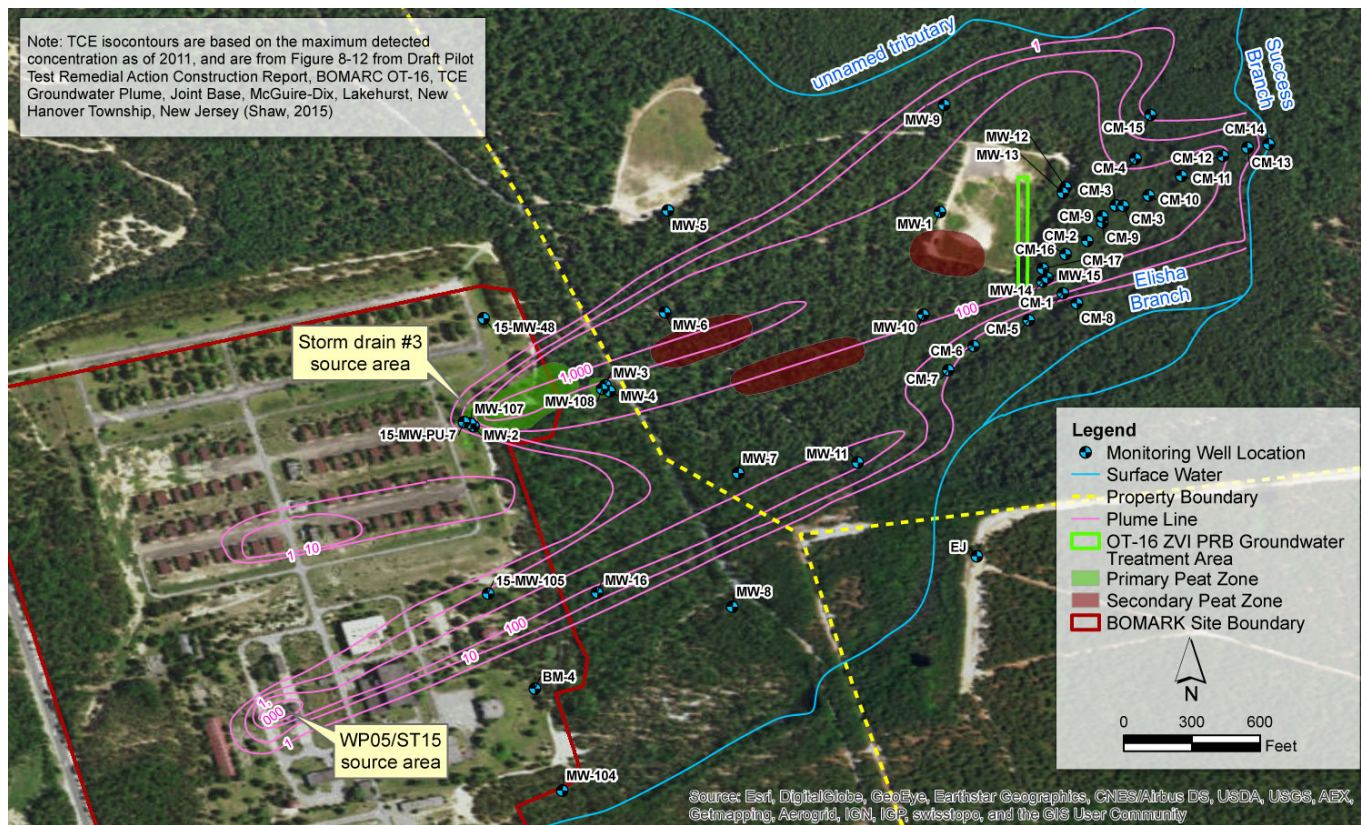 Note: TCE isocontours are based on the maximum detected
concentration as of 2011, and are from Figure 8-12 from Draft Pilot
Test Remedial Action Construction Report, BOMARC OT-16, TCE
Groundwater Plume, Joint Base, McGuire-Dix, Lakehurst, New
Hanover Township, New Jersey (Shaw, 2015)
unnamed tributary
1
Success
Branch
MW-9
CM-15
MW-12
MW-13
CM-14
CM-4
CM-12
CM-13
CM-11
CM-3
CM-10
CM-3
MW-5
MW-1
CM-9
CM-2
CM-9
CM-16
CM-17
MW-15
MW-14
Elisha
Branch
CM-1
CM-8
15-MW-48
MW-6
MW-10
100
CM-5
Storm drain #3
source area
CM-6
1,000
MW-3
CM-7
MW-108
MW-4
MW-107
15-MW-PU-7
MW-2
MW-7
MW-11
1
10
EJ
15-MW-105
MW-16
MW-8
100
10
BM-4
1,
000
1
WP05/ST15
source area
MW-104
Legend
Monitoring Well Location
Surface Water
Property Boundary
Plume Line
OT-16 ZVI PRB Groundwater
Treatment Area
Primary Peat Zone
Secondary Peat Zone
BOMARK Site Boundary
N
0 300 600
Feet
Source: Esri, DigitalGlobe, GeoEye, Earthstar Geographics, CNES/Airbus DS, USDA, USGS, AEX,
Getmapping, Aerogrid, IGN, IGP, swisstopo, and the GIS User Community